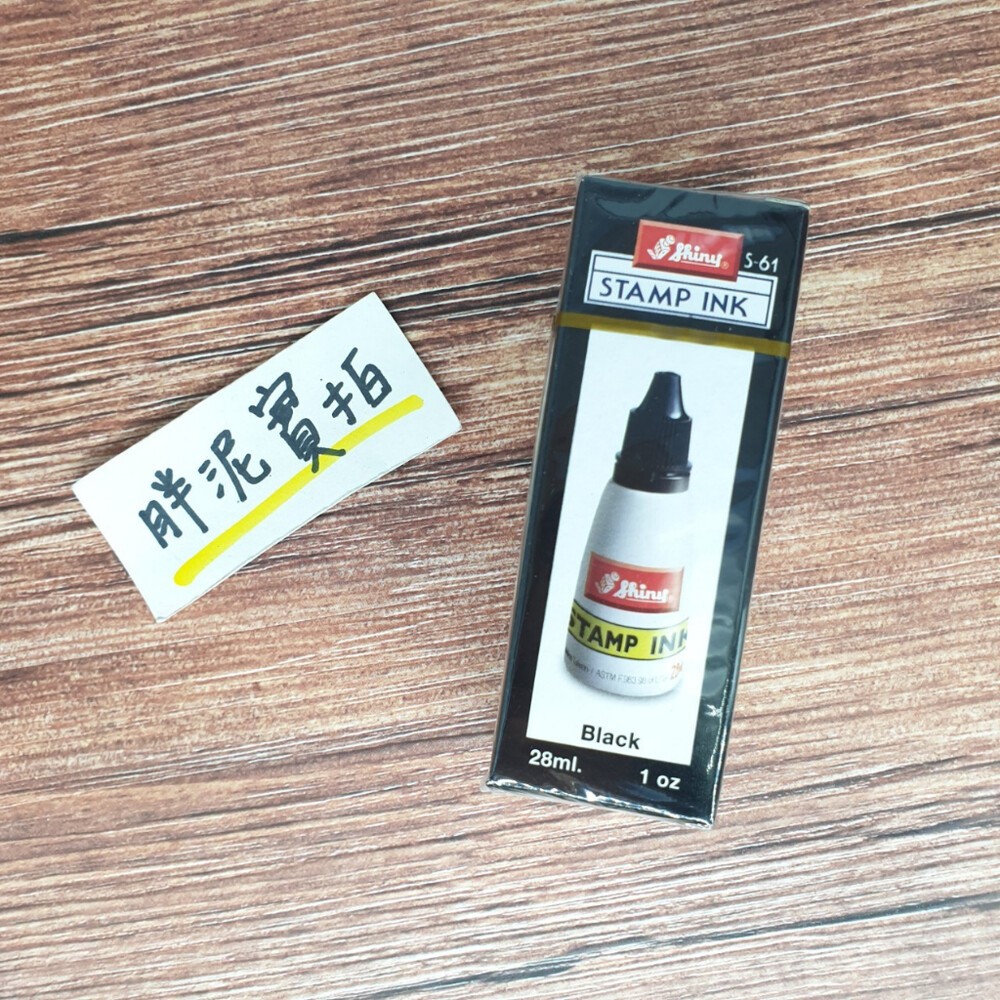 胖泥實拍
Shiny
S-61
STAMP INK
Shiny
STAMP INK
Black
28ml. 1 oz